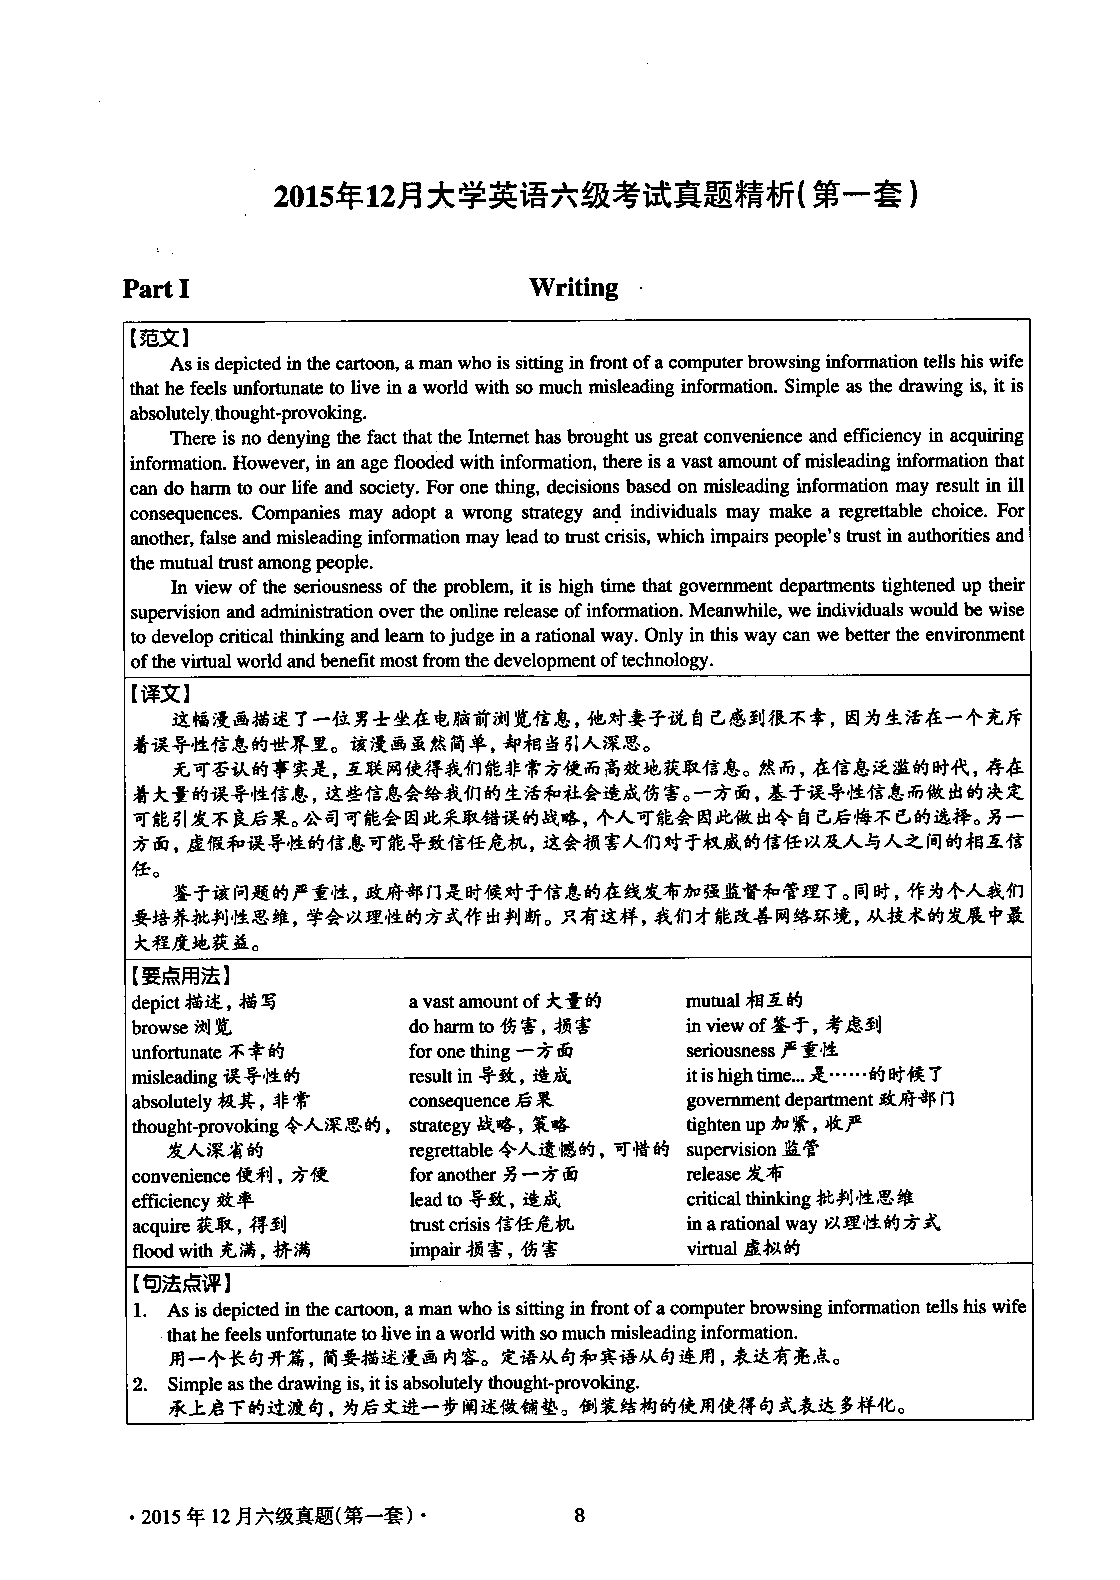 2015年12月大学英语六级考试真题精析(第一套)
Part I Writing
【范文】
As is depicted in the cartoon, a man who is sitting in front of a computer browsing information tells his wife
that he feels unfortunate to live in a world with so much misleading information. Simple as the drawing is, it is
absolutely thought-provoking.
There is no denying the fact that the Internet has brought us great convenience and efficiency in acquiring
information. However, in an age flooded with information, there is a vast amount of misleading information that
can do harm to our life and society. For one thing, decisions based on misleading information may result in ill
consequences. Companies may adopt a wrong strategy and individuals may make a regrettable choice. For
another, false and misleading information may lead to trust crisis, which impairs people's trust in authorities and
the mutual trust among people.
In view of the seriousness of the problem, it is high time that government departments tightened up their
supervision and administration over the online release of information. Meanwhile, we individuals would be wise
to develop critical thinking and learn to judge in a rational way. Only in this way can we better the environment
of the virtual world and benefit most from the development of technology.
【译文】
这幅漫画描述了一位男士坐在电脑前浏览信息，他对妻子说自己感到很不幸，因为生活在一个充斥
着误导性信息的世界里。该漫画虽然简单，却相当引人深思。
无可否认的事实是，互联网使得我们能非常方便而高效地获取信息。然而，在信息泛滥的时代，存在
着大量的误导性信息，这些信息会给我们的生活和社会造成伤害。一方面，基于误导性信息而做出的决定
可能引发不良后果。公司可能会因此采取错误的战略，个人可能会因此做出令自己后悔不已的选择。另一
方面，虚假和误导性的信息可能导致信任危机，这会损害人们对于权威的信任以及人与人之间的相互信
任。
鉴于该问题的严重性，政府部门是时候对于信息的在线发布加强监督和管理了。同时，作为个人我们
要培养批判性思维，学会以理性的方式作出判断。只有这样，我们才能改善网络环境，从技术的发展中最
大程度地获益。
【要点用法】
depict 描述，描写 a vast amount of 大量的 mutual 相互的
browse 浏览 do harm to 伤害，损害 in view of 鉴于，考虑到
unfortunate 不幸的 for one thing 一方面 seriousness 严重性
misleading 误导性的 result in 导致，造成 it is high time... 是……的时候了
absolutely 极其，非常 consequence 后果 government department 政府部门
thought-provoking 令人深思的， strategy 战略，策略 tighten up 加紧，收严
发人深省的 regrettable 令人遗憾的，可惜的 supervision 监管
convenience 便利，方便 for another 另一方面 release 发布
efficiency 效率 lead to 导致，造成 critical thinking 批判性思维
acquire 获取，得到 trust crisis 信任危机 in a rational way 以理性的方式
flood with 充满，挤满 impair 损害，伤害 virtual 虚拟的
【句法点评】
1. As is depicted in the cartoon, a man who is sitting in front of a computer browsing information tells his wife
that he feels unfortunate to live in a world with so much misleading information.
用一个长句开篇，简要描述漫画内容。定语从句和宾语从句连用，表达有亮点。
2. Simple as the drawing is, it is absolutely thought-provoking.
承上启下的过渡句，为后文进一步阐述做铺垫。倒装结构的使用使得句式表达多样化。
·2015年12月六级真题(第一套)· 8